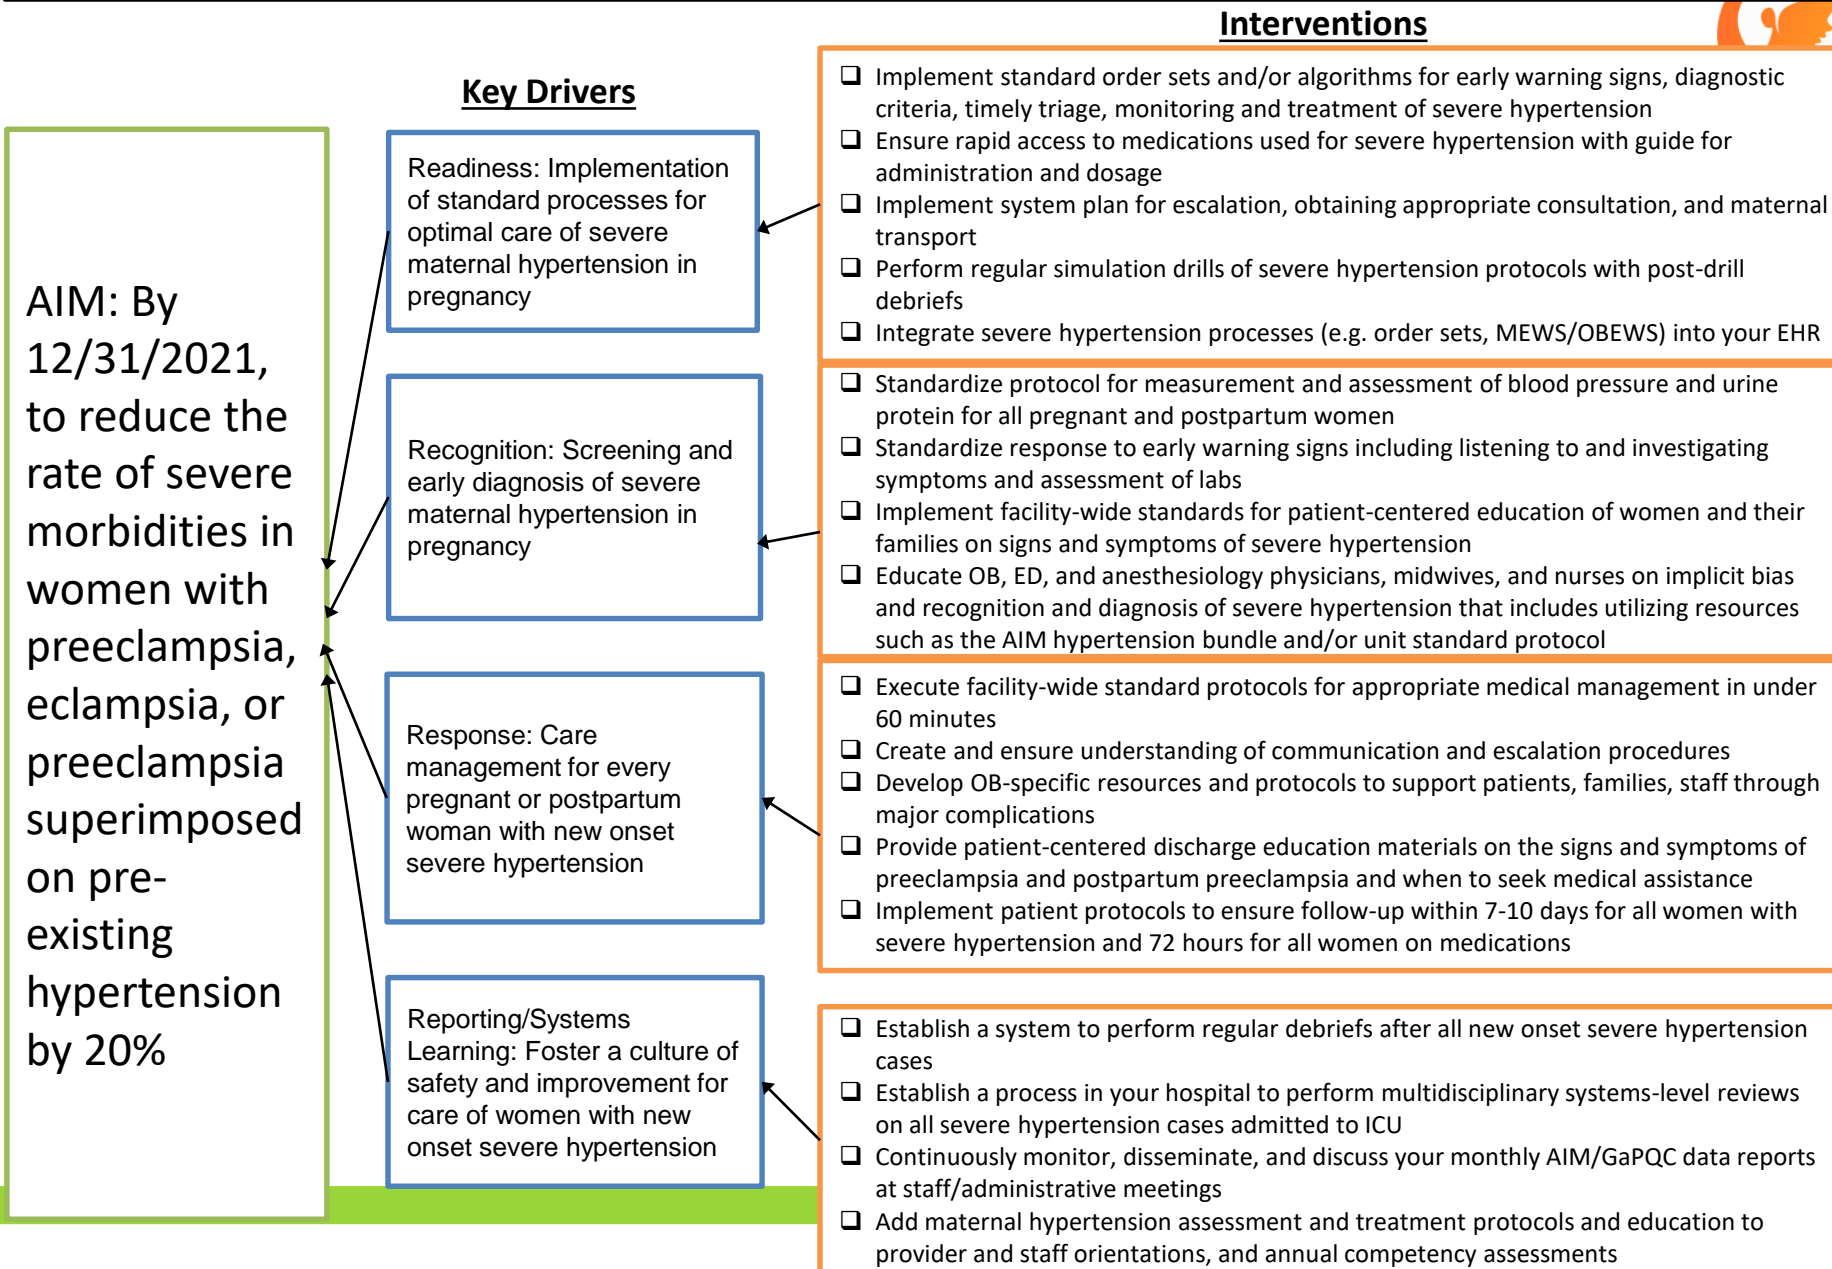 Interventions
Key Drivers
AIM: By
12/31/2021,
to reduce the
rate of severe
morbidities in
women with
preeclampsia,
eclampsia, or
preeclampsia
superimposed
on pre-
existing
hypertension
by 20%
Readiness: Implementation
of standard processes for
optimal care of severe
maternal hypertension in
pregnancy
Recognition: Screening and
early diagnosis of severe
maternal hypertension in
pregnancy
Response: Care
management for every
pregnant or postpartum
woman with new onset
severe hypertension
Reporting/Systems
Learning: Foster a culture of
safety and improvement for
care of women with new
onset severe hypertension
❑ Implement standard order sets and/or algorithms for early warning signs, diagnostic
criteria, timely triage, monitoring and treatment of severe hypertension
❑ Ensure rapid access to medications used for severe hypertension with guide for
administration and dosage
❑ Implement system plan for escalation, obtaining appropriate consultation, and maternal
transport
❑ Perform regular simulation drills of severe hypertension protocols with post-drill
debriefs
❑ Integrate severe hypertension processes (e.g. order sets, MEWS/OBEWS) into your EHR
❑ Standardize protocol for measurement and assessment of blood pressure and urine
protein for all pregnant and postpartum women
❑ Standardize response to early warning signs including listening to and investigating
symptoms and assessment of labs
❑ Implement facility-wide standards for patient-centered education of women and their
families on signs and symptoms of severe hypertension
❑ Educate OB, ED, and anesthesiology physicians, midwives, and nurses on implicit bias
and recognition and diagnosis of severe hypertension that includes utilizing resources
such as the AIM hypertension bundle and/or unit standard protocol
❑ Execute facility-wide standard protocols for appropriate medical management in under
60 minutes
❑ Create and ensure understanding of communication and escalation procedures
❑ Develop OB-specific resources and protocols to support patients, families, staff through
major complications
❑ Provide patient-centered discharge education materials on the signs and symptoms of
preeclampsia and postpartum preeclampsia and when to seek medical assistance
❑ Implement patient protocols to ensure follow-up within 7-10 days for all women with
severe hypertension and 72 hours for all women on medications
❑ Establish a system to perform regular debriefs after all new onset severe hypertension
cases
❑ Establish a process in your hospital to perform multidisciplinary systems-level reviews
on all severe hypertension cases admitted to ICU
❑ Continuously monitor, disseminate, and discuss your monthly AIM/GaPQC data reports
at staff/administrative meetings
❑ Add maternal hypertension assessment and treatment protocols and education to
provider and staff orientations, and annual competency assessments